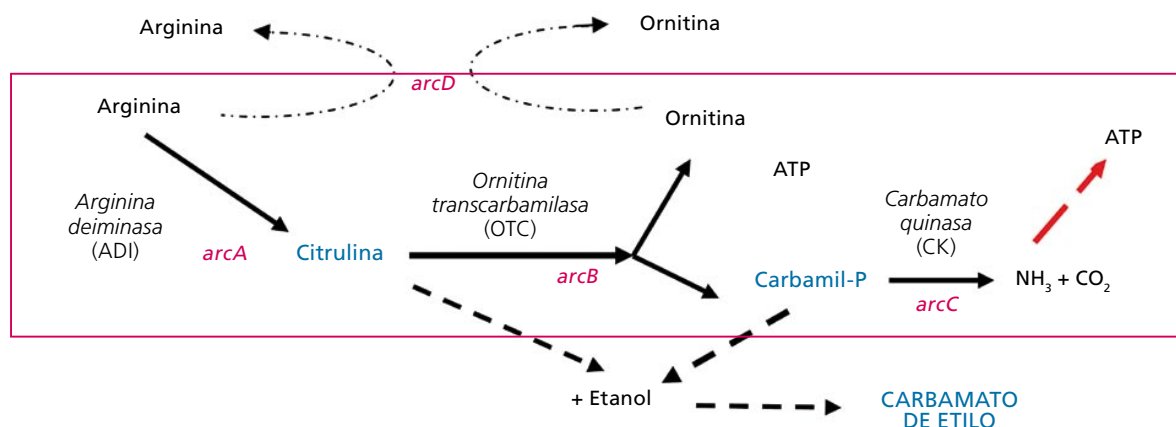 Arginina
Ornitina
arcD
Arginina
Ornitina
ATP
ATP
Arginina
deiminasa
(ADI)
arcA
Citrulina
Ornitina
transcarbamilasa
(OTC)
arcB
Carbamil-P
Carbamato
quinasa
(CK)
arcC
NH₃ + CO₂
+ Etanol
CARBAMATO
DE ETILO